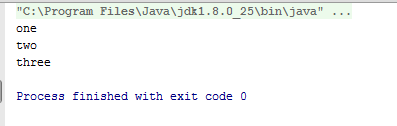 "C:\Program Files\Java\jdk1.8.0_25\bin\java" ...
one
two
three
Process finished with exit code 0